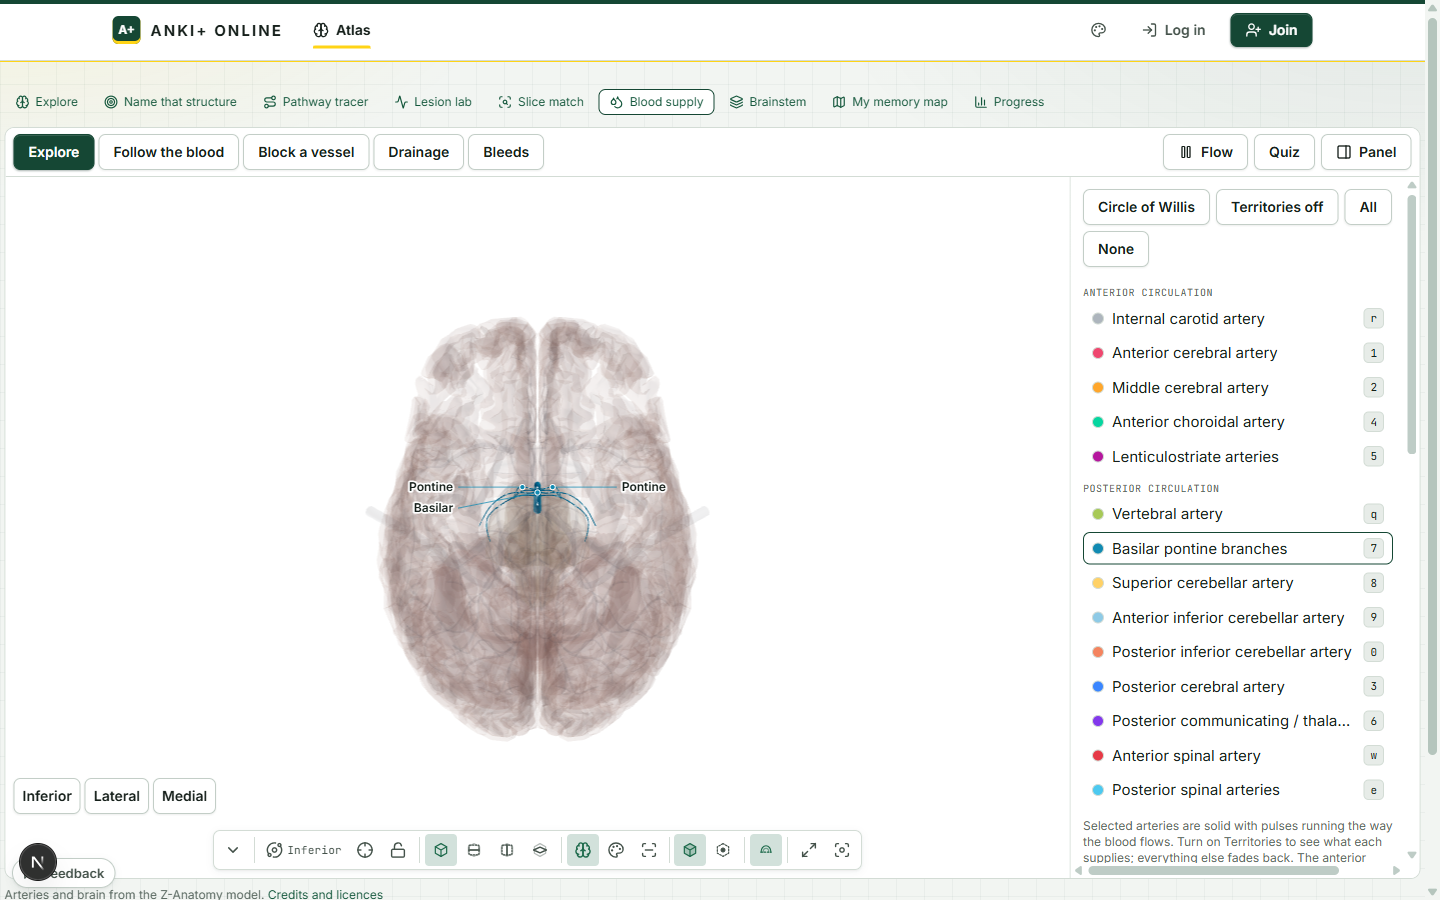 A+ ANKI+ ONLINE Atlas Log in Join
Explore Name that structure Pathway tracer Lesion lab Slice match Blood supply Brainstem My memory map Progress
Explore Follow the blood Block a vessel Drainage Bleeds Flow Quiz Panel
Circle of Willis Territories off All
None
ANTERIOR CIRCULATION
Internal carotid artery r
Anterior cerebral artery 1
Middle cerebral artery 2
Anterior choroidal artery 4
Lenticulostriate arteries 5
POSTERIOR CIRCULATION
Vertebral artery q
Basilar pontine branches 7
Superior cerebellar artery 8
Anterior inferior cerebellar artery 9
Posterior inferior cerebellar artery 0
Posterior cerebral artery 3
Posterior communicating / thala... 6
Anterior spinal artery w
Posterior spinal arteries e
Selected arteries are solid with pulses running the way
the blood flows. Turn on Territories to see what each
supplies; everything else fades back. The anterior
Pontine Pontine
Basilar
Inferior Lateral Medial
Inferior
N eedback
Arteries and brain from the Z-Anatomy model. Credits and licences